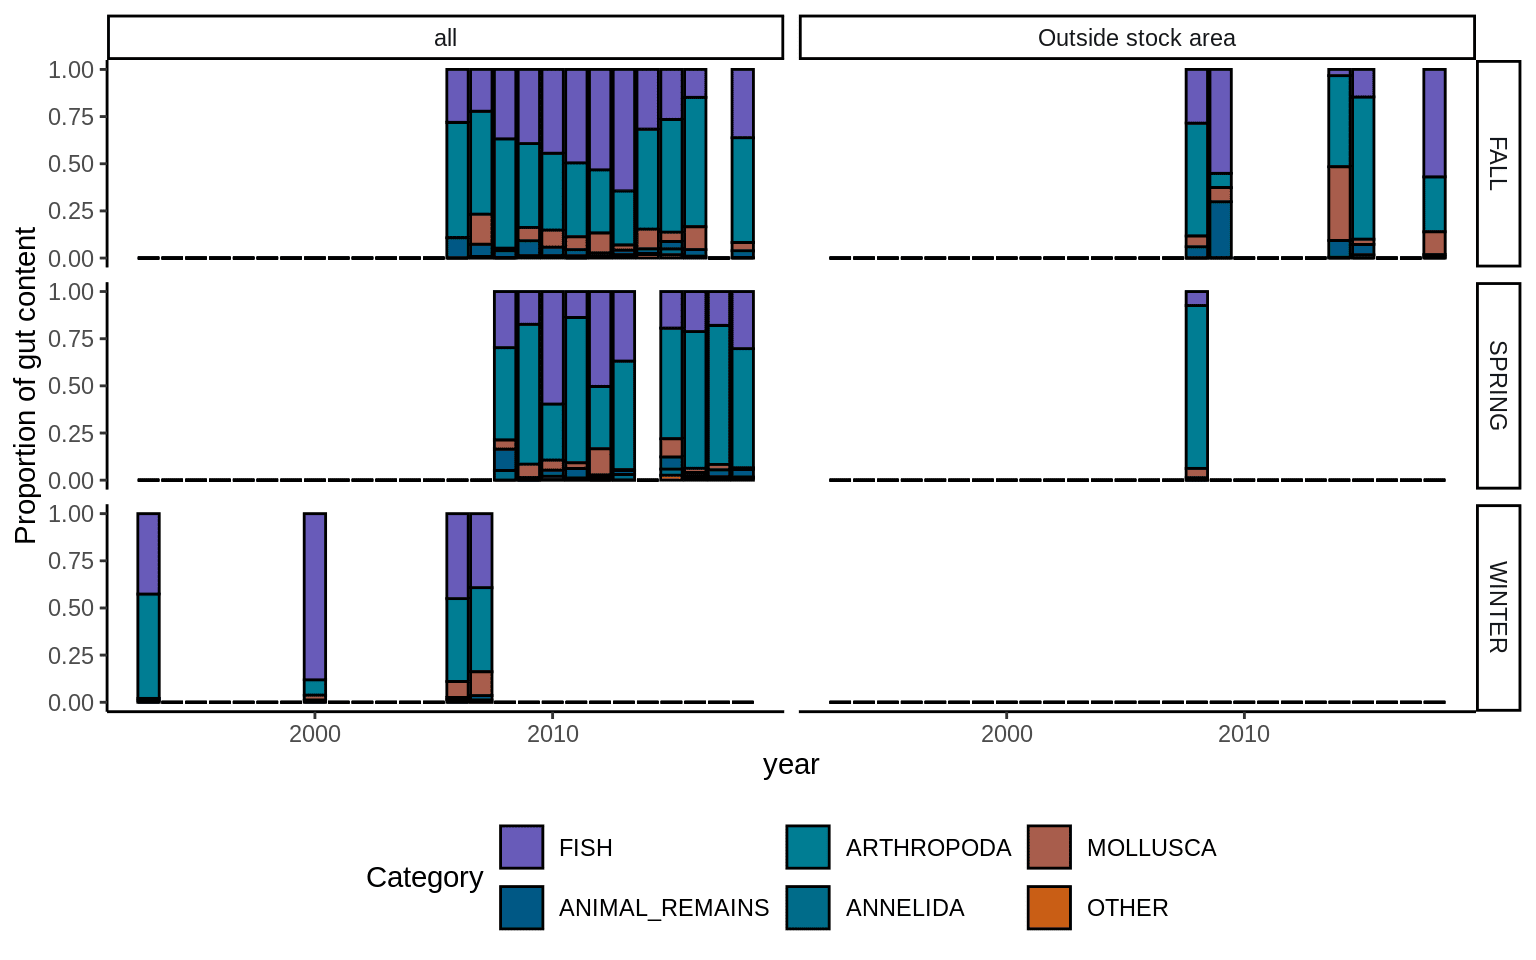 all
Outside stock area
1.00
0.75
0.50
0.25
0.00
FALL
1.00
0.75
0.50
0.25
0.00
SPRING
1.00
0.75
0.50
0.25
0.00
WINTER
Proportion of gut content
2000
2010
2000
2010
year
Category
FISH
ARTHROPODA
MOLLUSCA
ANIMAL_REMAINS
ANNELIDA
OTHER